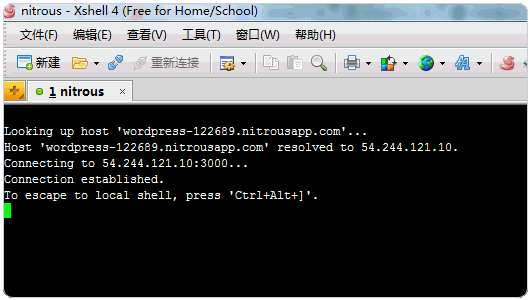 nitrous - Xshell 4 (Free for Home/School)
文件(F) 编辑(E) 查看(V) 工具(T) 窗口(W) 帮助(H)
新建 重新连接
1 nitrous
Looking up host 'wordpress-122689.nitrousapp.com'...
Host 'wordpress-122689.nitrousapp.com' resolved to 54.244.121.10.
Connecting to 54.244.121.10:3000...
Connection established.
To escape to local shell, press 'Ctrl+Alt+]'.